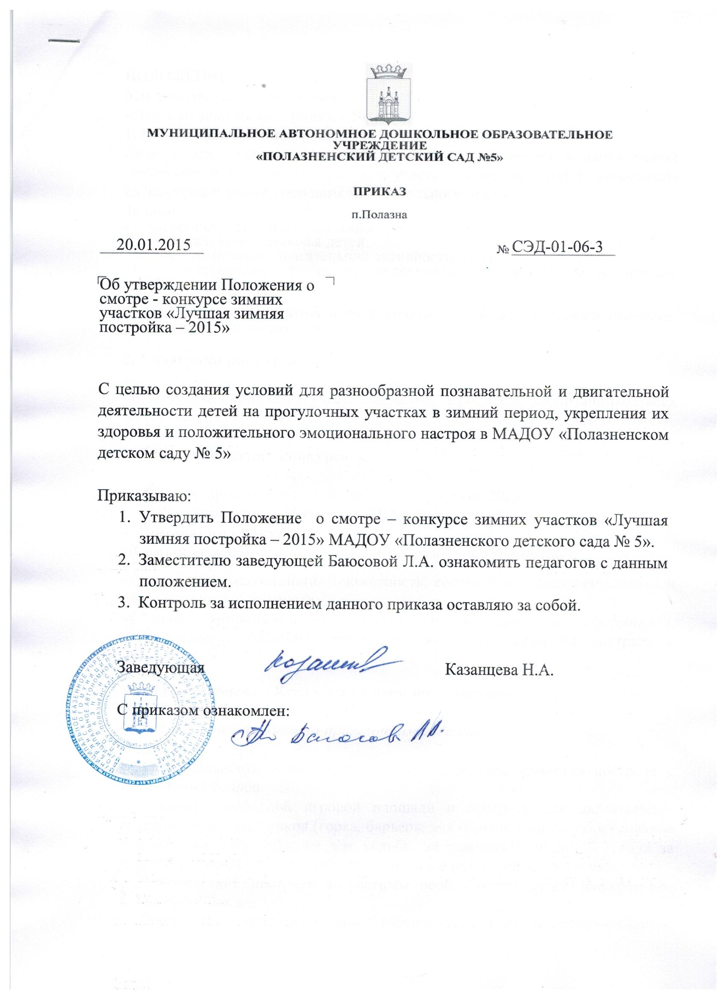 МУНИЦИПАЛЬНОЕ АВТОНОМНОЕ ДОШКОЛЬНОЕ ОБРАЗОВАТЕЛЬНОЕ
УЧРЕЖДЕНИЕ
«ПОЛАЗНЕНСКИЙ ДЕТСКИЙ САД №5»
ПРИКАЗ
п.Полазна
20.01.2015 № СЭД-01-06-3
Об утверждении Положения о
смотре - конкурсе зимних
участков «Лучшая зимняя
постройка – 2015»
С целью создания условий для разнообразной познавательной и двигательной
деятельности детей на прогулочных участках в зимний период, укрепления их
здоровья и положительного эмоционального настроя в МАДОУ «Полазненском
детском саду № 5»
Приказываю:
1. Утвердить Положение о смотре – конкурсе зимних участков «Лучшая
зимняя постройка – 2015» МАДОУ «Полазненского детского сада № 5».
2. Заместителю заведующей Баюсовой Л.А. ознакомить педагогов с данным
положением.
3. Контроль за исполнением данного приказа оставляю за собой.
Заведующая Казанцева Н.А.
С приказом ознакомлен: